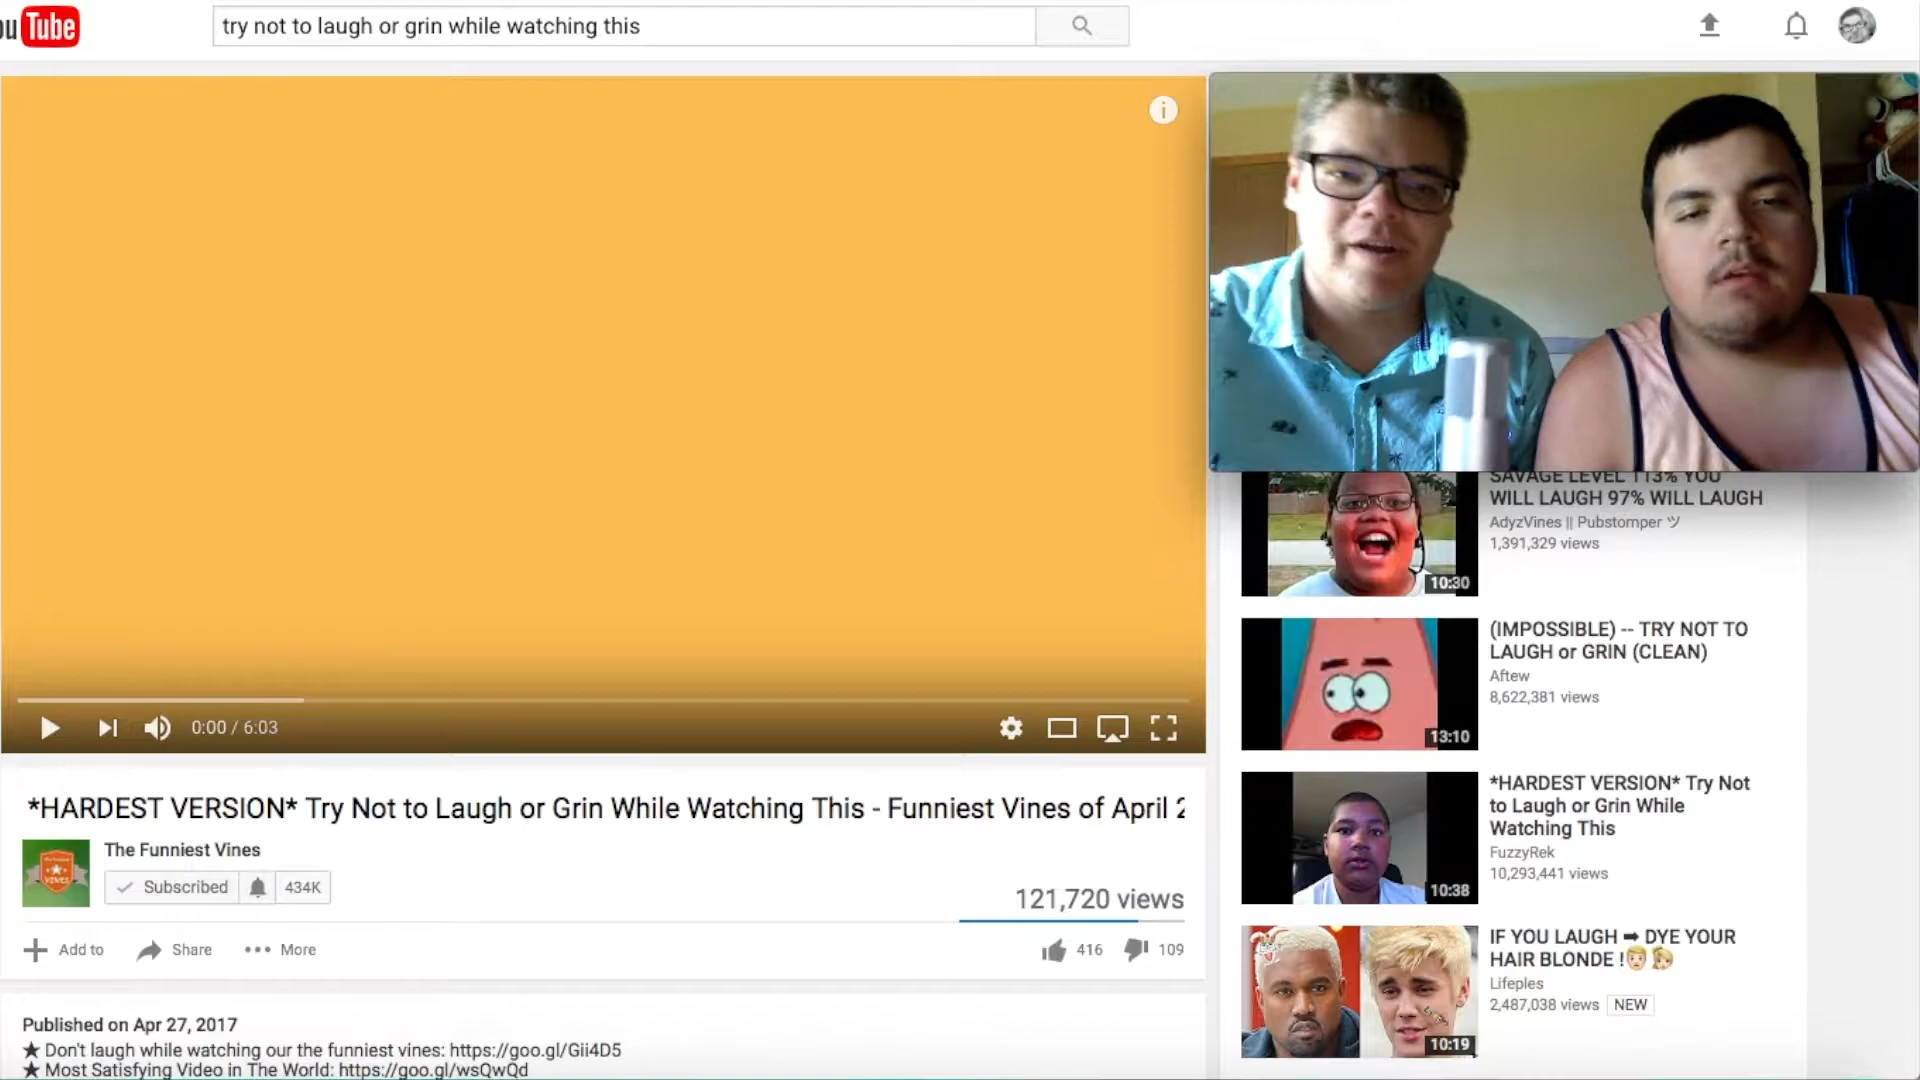 ou Tube
try not to laugh or grin while watching this
i
0:00 / 6:03
*HARDEST VERSION* Try Not to Laugh or Grin While Watching This - Funniest Vines of April 2
The Funniest Vines
Subscribed 434K
121,720 views
Add to Share More
416 109
Published on Apr 27, 2017
★ Don't laugh while watching our the funniest vines: https://goo.gl/Gii4D5
★ Most Satisfying Video in The World: https://goo.gl/wsQwQd
SAVAGE LEVEL 113% YOU
WILL LAUGH 97% WILL LAUGH
AdyzVines || Pubstomper ツ
1,391,329 views
10:30
(IMPOSSIBLE) -- TRY NOT TO
LAUGH or GRIN (CLEAN)
Aftew
8,622,381 views
13:10
*HARDEST VERSION* Try Not
to Laugh or Grin While
Watching This
FuzzyRek
10,293,441 views
10:38
IF YOU LAUGH ➡ DYE YOUR
HAIR BLONDE !
Lifeples
2,487,038 views NEW
10:19